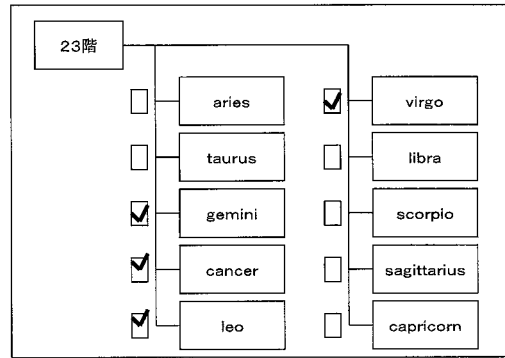 23階
aries
taurus
gemini
cancer
leo
virgo
libra
scorpio
sagittarius
capricorn